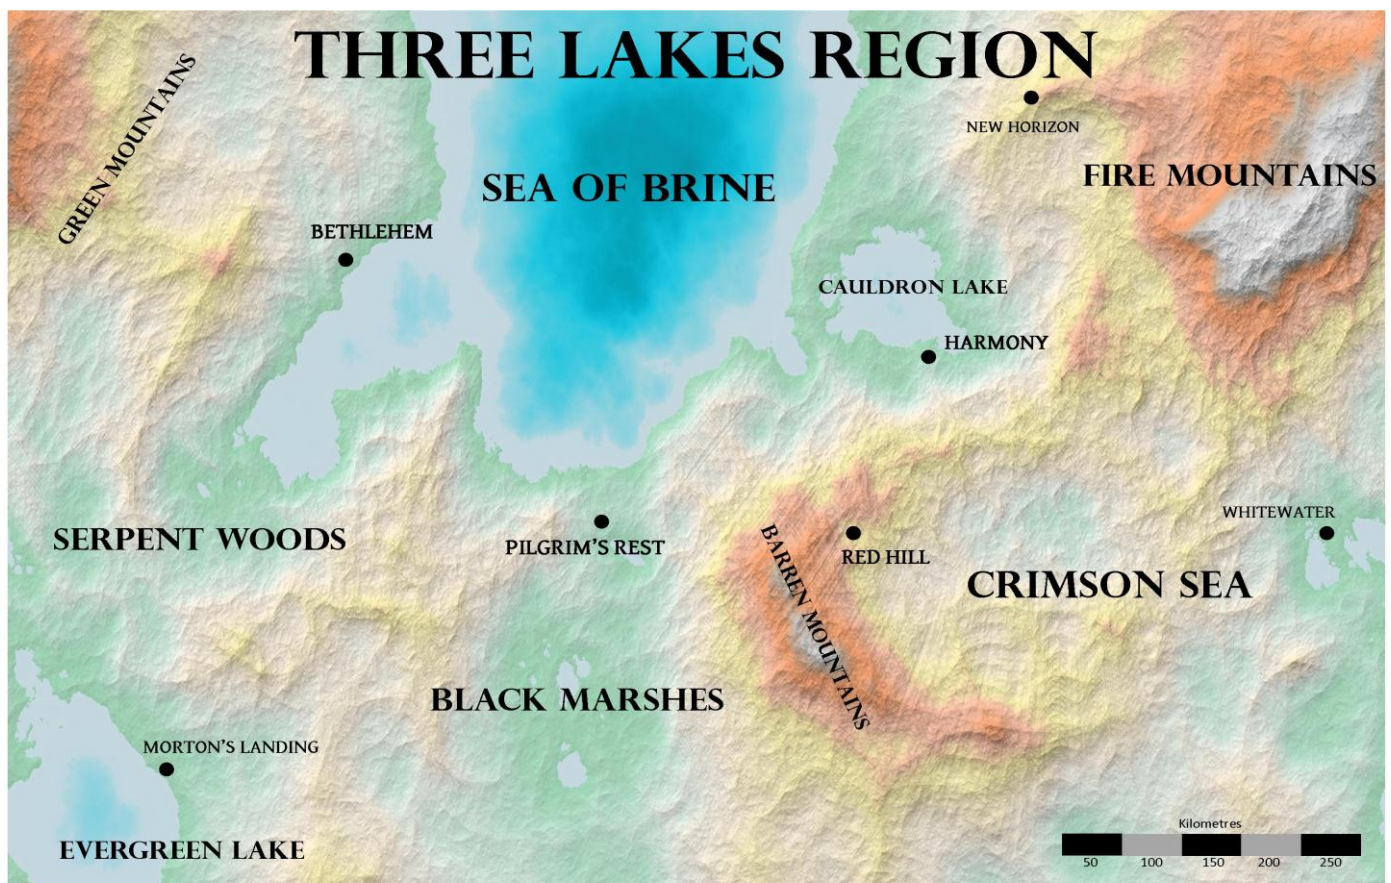 THREE LAKES REGION
GREEN MOUNTAINS
NEW HORIZON
SEA OF BRINE
FIRE MOUNTAINS
BETHLEHEM
CAULDRON LAKE
HARMONY
SERPENT WOODS
PILGRIM'S REST
BARREN MOUNTAINS
RED HILL
WHITEWATER
CRIMSON SEA
BLACK MARSHES
MORTON'S LANDING
EVERGREEN LAKE
Kilometres
50 100 150 200 250